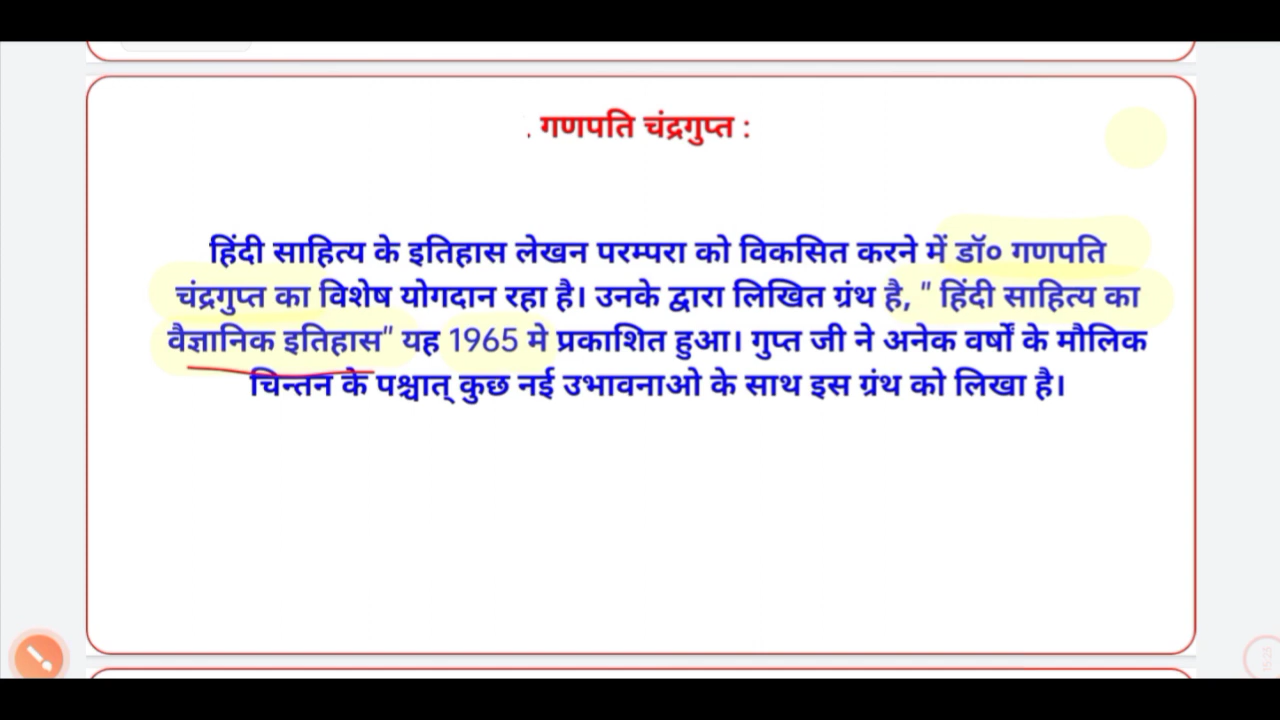 . गणपति चंद्रगुप्त :
हिंदी साहित्य के इतिहास लेखन परम्परा को विकसित करने में डॉ० गणपति
चंद्रगुप्त का विशेष योगदान रहा है। उनके द्वारा लिखित ग्रंथ है, " हिंदी साहित्य का
वैज्ञानिक इतिहास" यह 1965 मे प्रकाशित हुआ। गुप्त जी ने अनेक वर्षों के मौलिक
चिन्तन के पश्चात् कुछ नई उभावनाओ के साथ इस ग्रंथ को लिखा है।